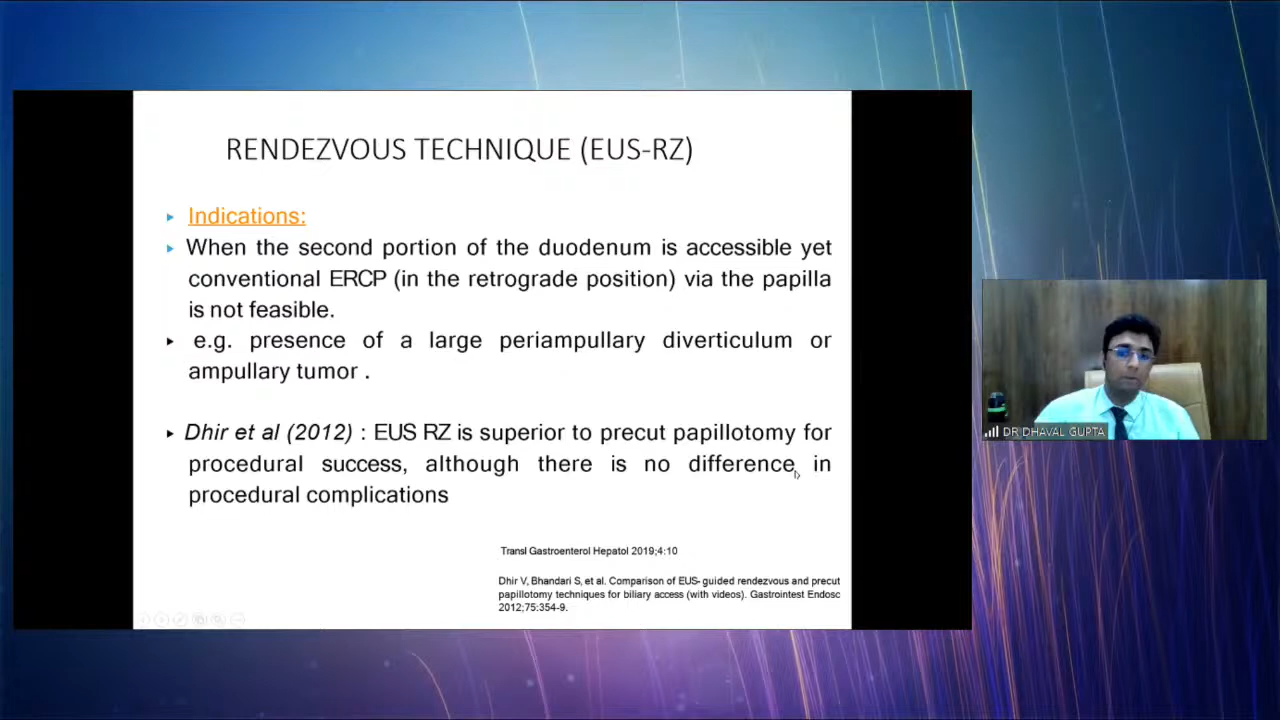 RENDEZVOUS TECHNIQUE (EUS-RZ)
Indications:
When the second portion of the duodenum is accessible yet
conventional ERCP (in the retrograde position) via the papilla
is not feasible.
e.g. presence of a large periampullary diverticulum or
ampullary tumor .
Dhir et al (2012) : EUS RZ is superior to precut papillotomy for
procedural success, although there is no difference in
procedural complications
Transl Gastroenterol Hepatol 2019;4:10
Dhir V, Bhandari S, et al. Comparison of EUS- guided rendezvous and precut
papillotomy techniques for biliary access (with videos). Gastrointest Endosc
2012;75:354-9.
DR DHAVAL GUPTA